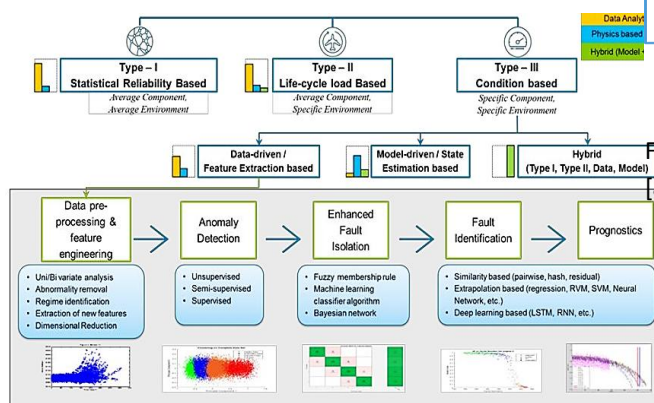 Data Analyt
Physics based
Hybrid (Model +
Type – I
Statistical Reliability Based
Average Component,
Average Environment
Type – II
Life-cycle load Based
Average Component,
Specific Environment
Type – III
Condition based
Specific Component,
Specific Environment
Data-driven /
Feature Extraction based
Model-driven / State
Estimation based
Hybrid
(Type I, Type II, Data, Model)
F
[
Data pre-
processing &
feature
engineering
Anomaly
Detection
Enhanced
Fault
Isolation
Fault
Identification
Prognostics
• Uni/Bivariate analysis
• Abnormality removal
• Regime identification
• Extraction of new features
• Dimensional Reduction
• Unsupervised
• Semi-supervised
• Supervised
• Fuzzy membership rule
• Machine learning
classifier algorithm
• Bayesian network
• Similarity based (pairwise, hash, residual)
• Extrapolation based (regression, RVM, SVM, Neural
Network, etc.)
• Deep learning based (LSTM, RNN, etc.)